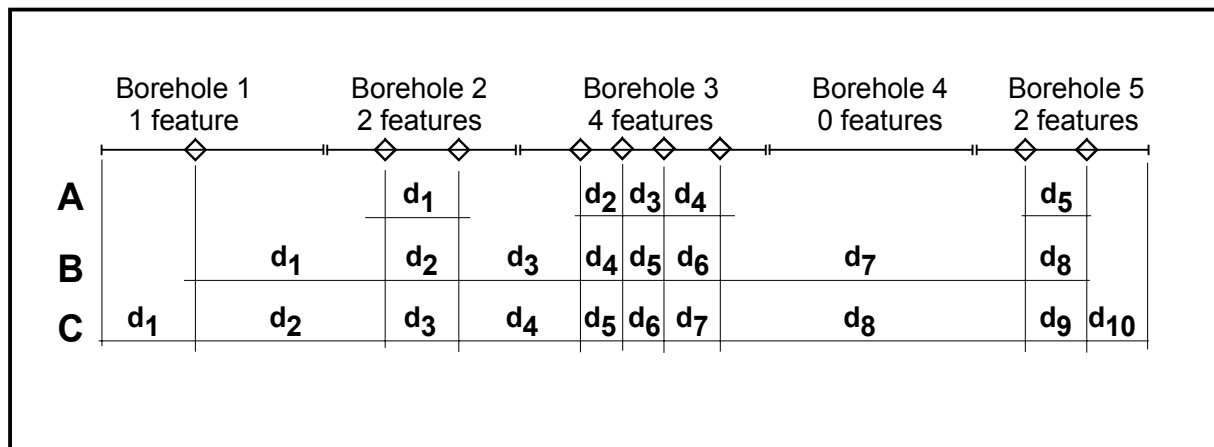 Borehole 1 Borehole 2 Borehole 3 Borehole 4 Borehole 5
1 feature 2 features 4 features 0 features 2 features
A d1 d2 d3 d4 d5
B d1 d2 d3 d4 d5 d6 d7 d8
C d1 d2 d3 d4 d5 d6 d7 d8 d9 d10